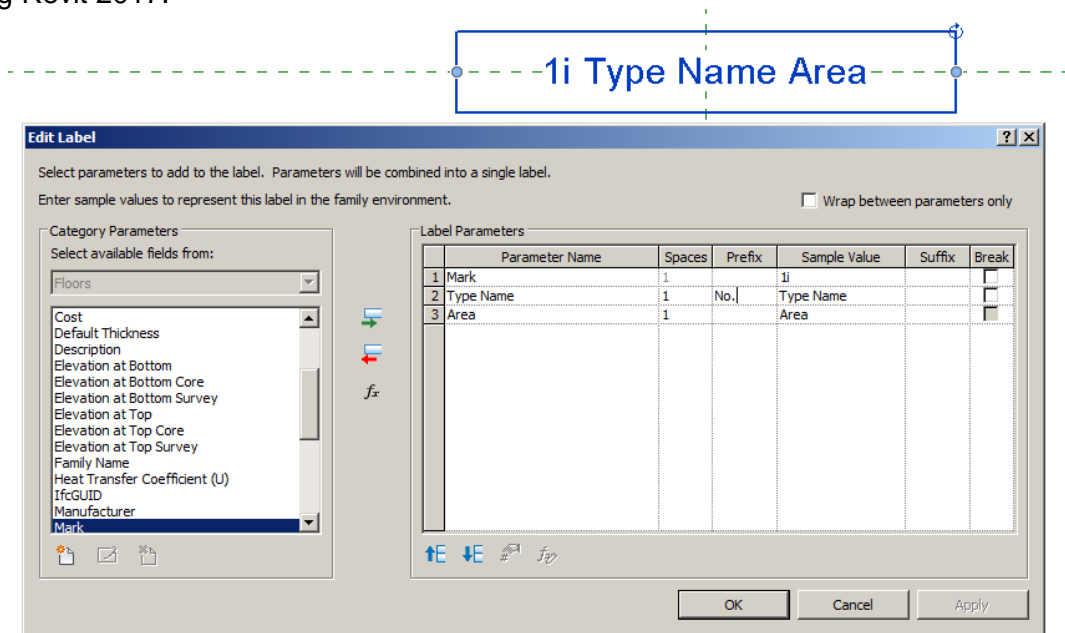 g Revit 2017.
1i Type Name Area
Edit Label
Select parameters to add to the label. Parameters will be combined into a single label.
Enter sample values to represent this label in the family environment.
Wrap between parameters only
Category Parameters
Select available fields from:
Floors
Cost
Default Thickness
Description
Elevation at Bottom
Elevation at Bottom Core
Elevation at Bottom Survey
Elevation at Top
Elevation at Top Core
Elevation at Top Survey
Family Name
Heat Transfer Coefficient (U)
IfcGUID
Manufacturer
Mark
fx
Label Parameters
Parameter Name Spaces Prefix Sample Value Suffix Break
1 Mark 1 1i
2 Type Name 1 No. Type Name
3 Area 1 Area
OK Cancel Apply